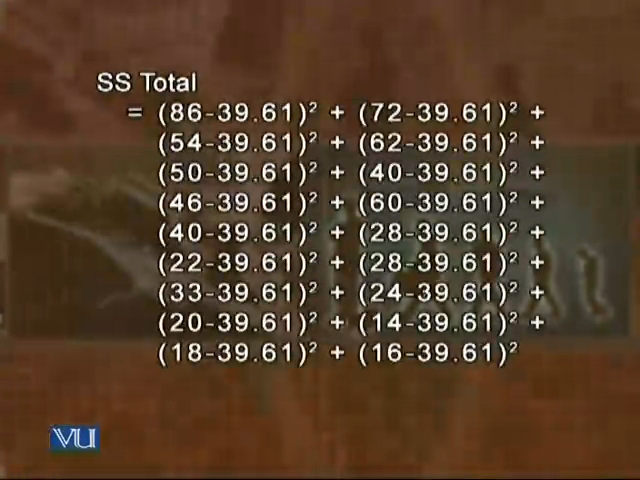 SS Total
= (86-39.61)² + (72-39.61)² +
(54-39.61)² + (62-39.61)² +
(50-39.61)² + (40-39.61)² +
(46-39.61)² + (60-39.61)² +
(40-39.61)² + (28-39.61)² +
(22-39.61)² + (28-39.61)² +
(33-39.61)² + (24-39.61)² +
(20-39.61)² + (14-39.61)² +
(18-39.61)² + (16-39.61)²
VU